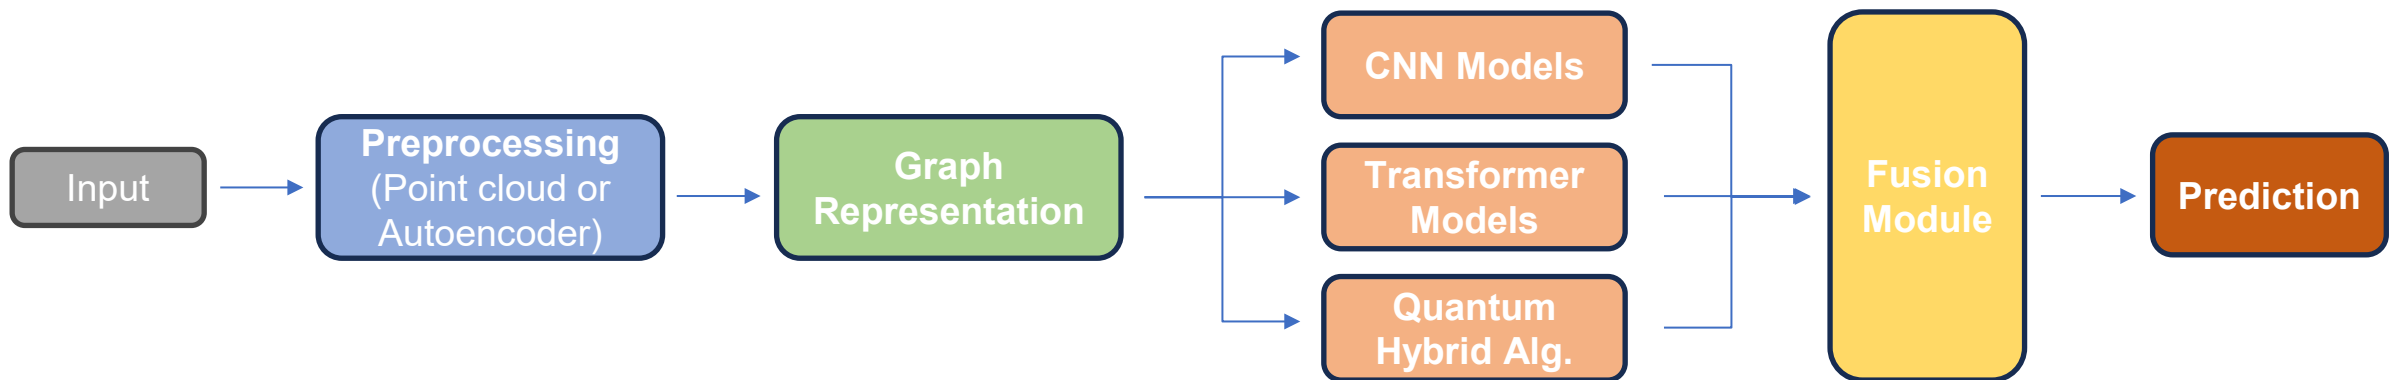 Input
Preprocessing
(Point cloud or
Autoencoder)
Graph
Representation
CNN Models
Transformer
Models
Quantum
Hybrid Alg.
Fusion
Module
Prediction